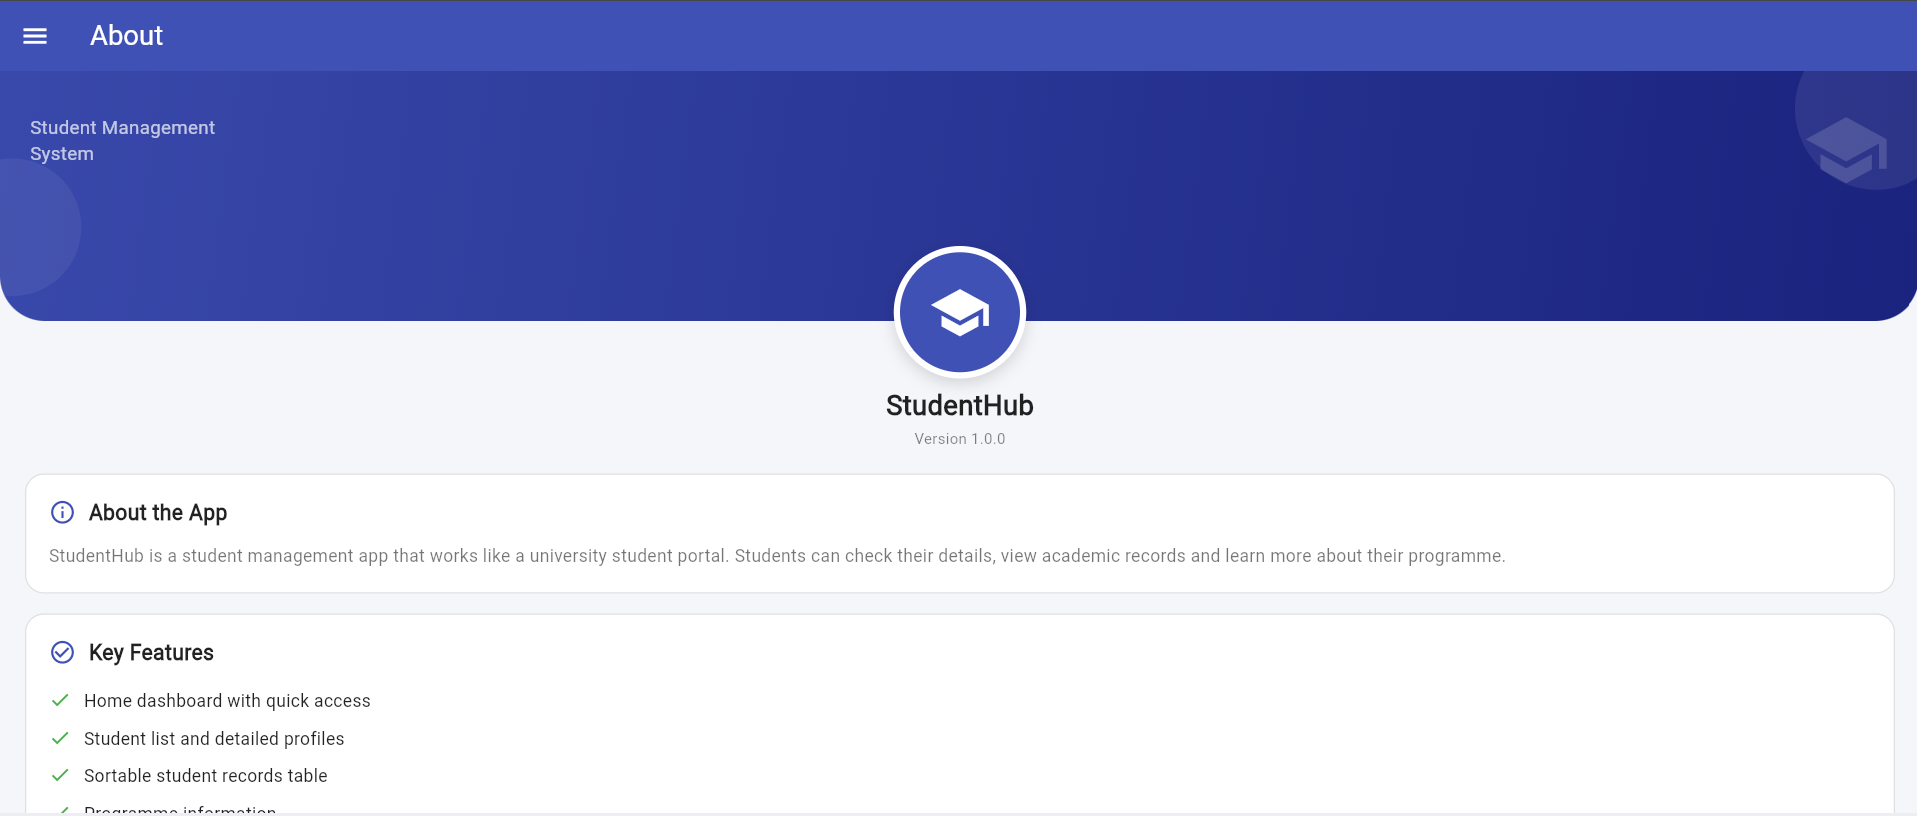 About
Student Management
System
StudentHub
Version 1.0.0
About the App
StudentHub is a student management app that works like a university student portal. Students can check their details, view academic records and learn more about their programme.
Key Features
Home dashboard with quick access
Student list and detailed profiles
Sortable student records table
Programme information